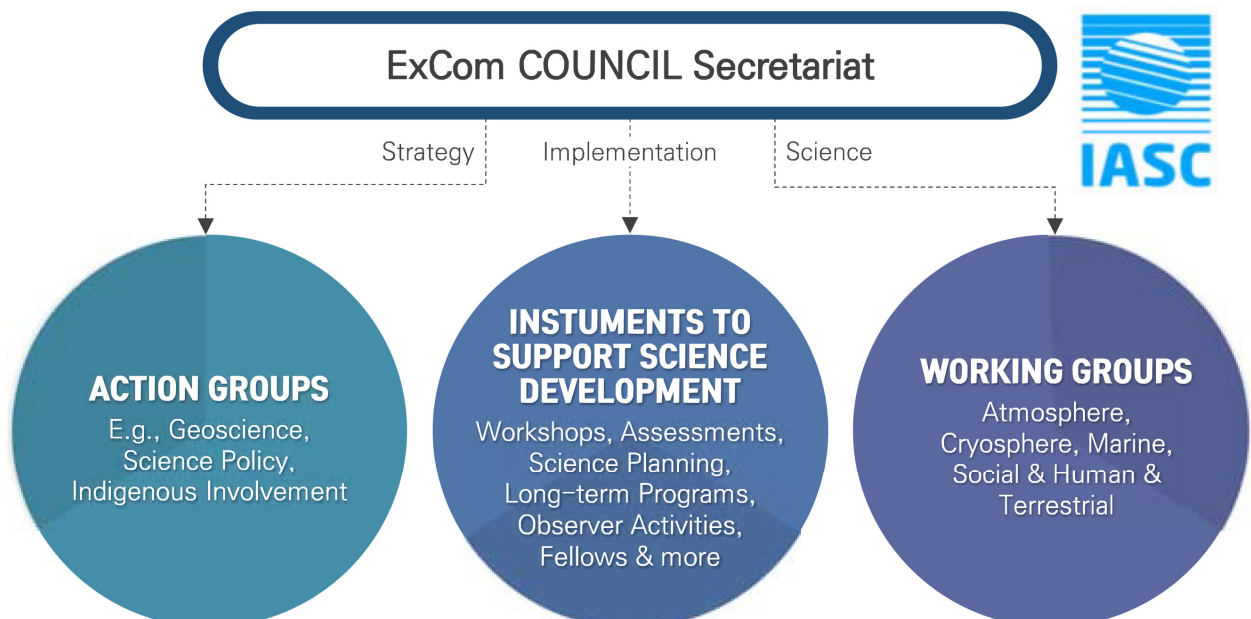 ExCom COUNCIL Secretariat
IASC
Strategy
Implementation
Science
ACTION GROUPS
E.g., Geoscience,
Science Policy,
Indigenous Involvement
INSTUMENTS TO
SUPPORT SCIENCE
DEVELOPMENT
Workshops, Assessments,
Science Planning,
Long-term Programs,
Observer Activities,
Fellows & more
WORKING GROUPS
Atmosphere,
Cryosphere, Marine,
Social & Human &
Terrestrial